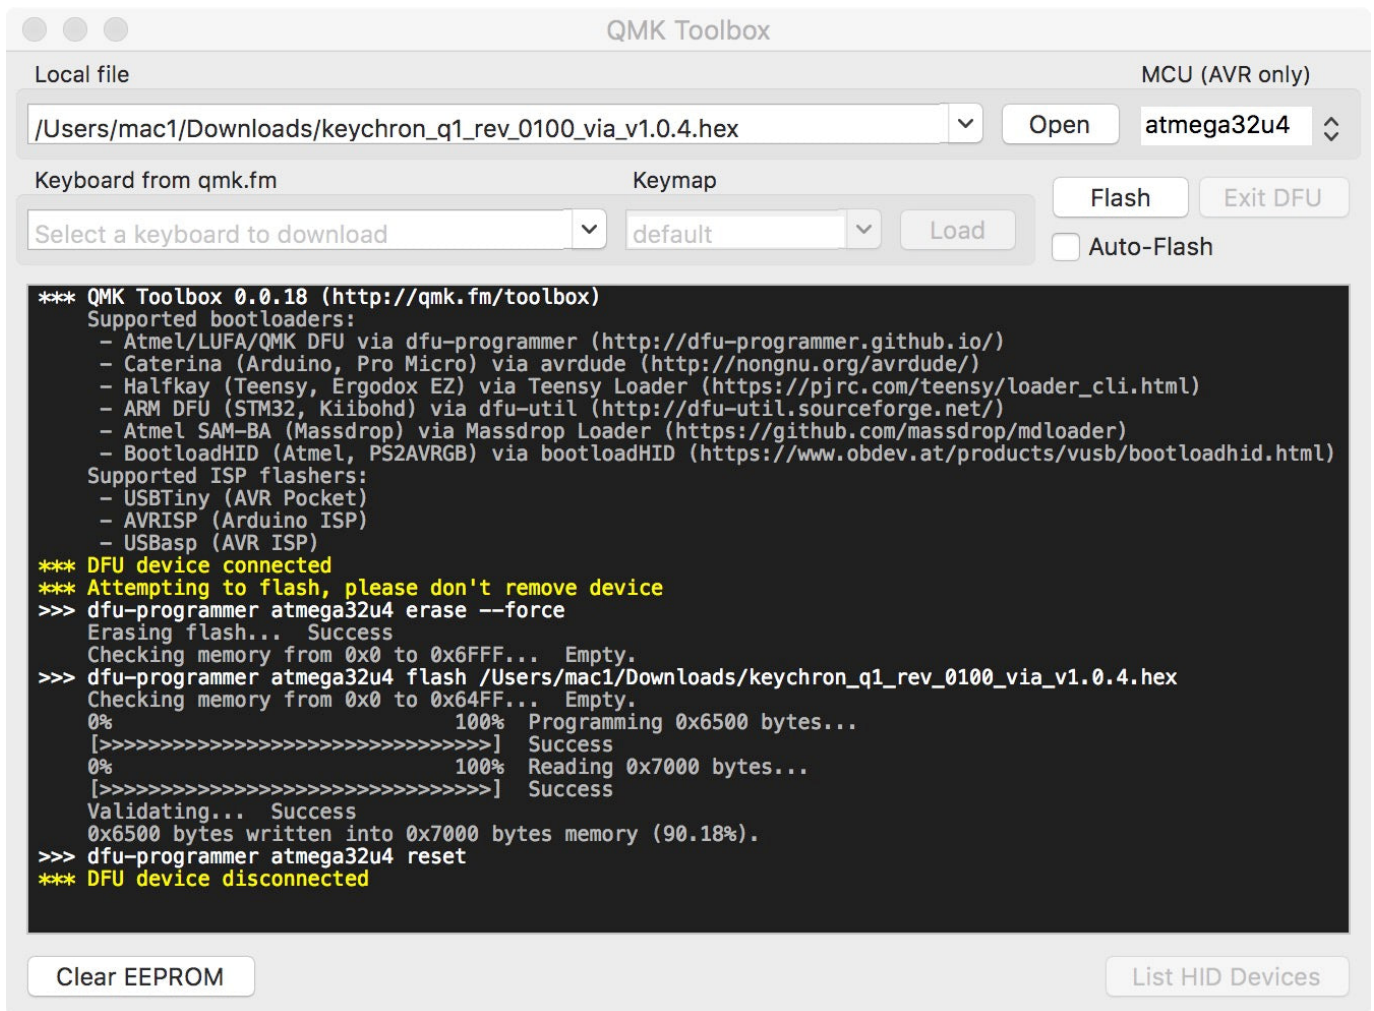 QMK Toolbox
Local file
MCU (AVR only)
/Users/mac1/Downloads/keychron_q1_rev_0100_via_v1.0.4.hex
Open
atmega32u4
Keyboard from qmk.fm
Keymap
Flash
Exit DFU
Select a keyboard to download
default
Load
Auto-Flash
*** QMK Toolbox 0.0.18 (http://qmk.fm/toolbox)
Supported bootloaders:
– Atmel/LUFA/QMK DFU via dfu–programmer (http://dfu–programmer.github.io/)
– Caterina (Arduino, Pro Micro) via avrdude (http://nongnu.org/avrdude/)
– Halfkay (Teensy, Ergodox EZ) via Teensy Loader (https://pjrc.com/teensy/loader_cli.html)
– ARM DFU (STM32, Kiibohd) via dfu–util (http://dfu–util.sourceforge.net/)
– Atmel SAM–BA (Massdrop) via Massdrop Loader (https://github.com/massdrop/mdloader)
– BootloadHID (Atmel, PS2AVRGB) via bootloadHID (https://www.obdev.at/products/vusb/bootloadhid.html)
Supported ISP flashers:
– USBTiny (AVR Pocket)
– AVRISP (Arduino ISP)
– USBasp (AVR ISP)
*** DFU device connected
*** Attempting to flash, please don't remove device
>>> dfu–programmer atmega32u4 erase ––force
Erasing flash... Success
Checking memory from 0x0 to 0x6FFF... Empty.
>>> dfu–programmer atmega32u4 flash /Users/mac1/Downloads/keychron_q1_rev_0100_via_v1.0.4.hex
Checking memory from 0x0 to 0x64FF... Empty.
0% 100% Programming 0x6500 bytes...
[>>>>>>>>>>>>>>>>>>>>>>>>>>>>>>>>] Success
0% 100% Reading 0x7000 bytes...
[>>>>>>>>>>>>>>>>>>>>>>>>>>>>>>>>] Success
Validating... Success
0x6500 bytes written into 0x7000 bytes memory (90.18%).
>>> dfu–programmer atmega32u4 reset
*** DFU device disconnected
Clear EEPROM
List HID Devices